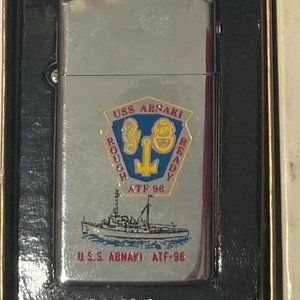 USS ABNAKI
ROUGH
READY
ATF 96
U.S.S. ABNAKI ATF-96